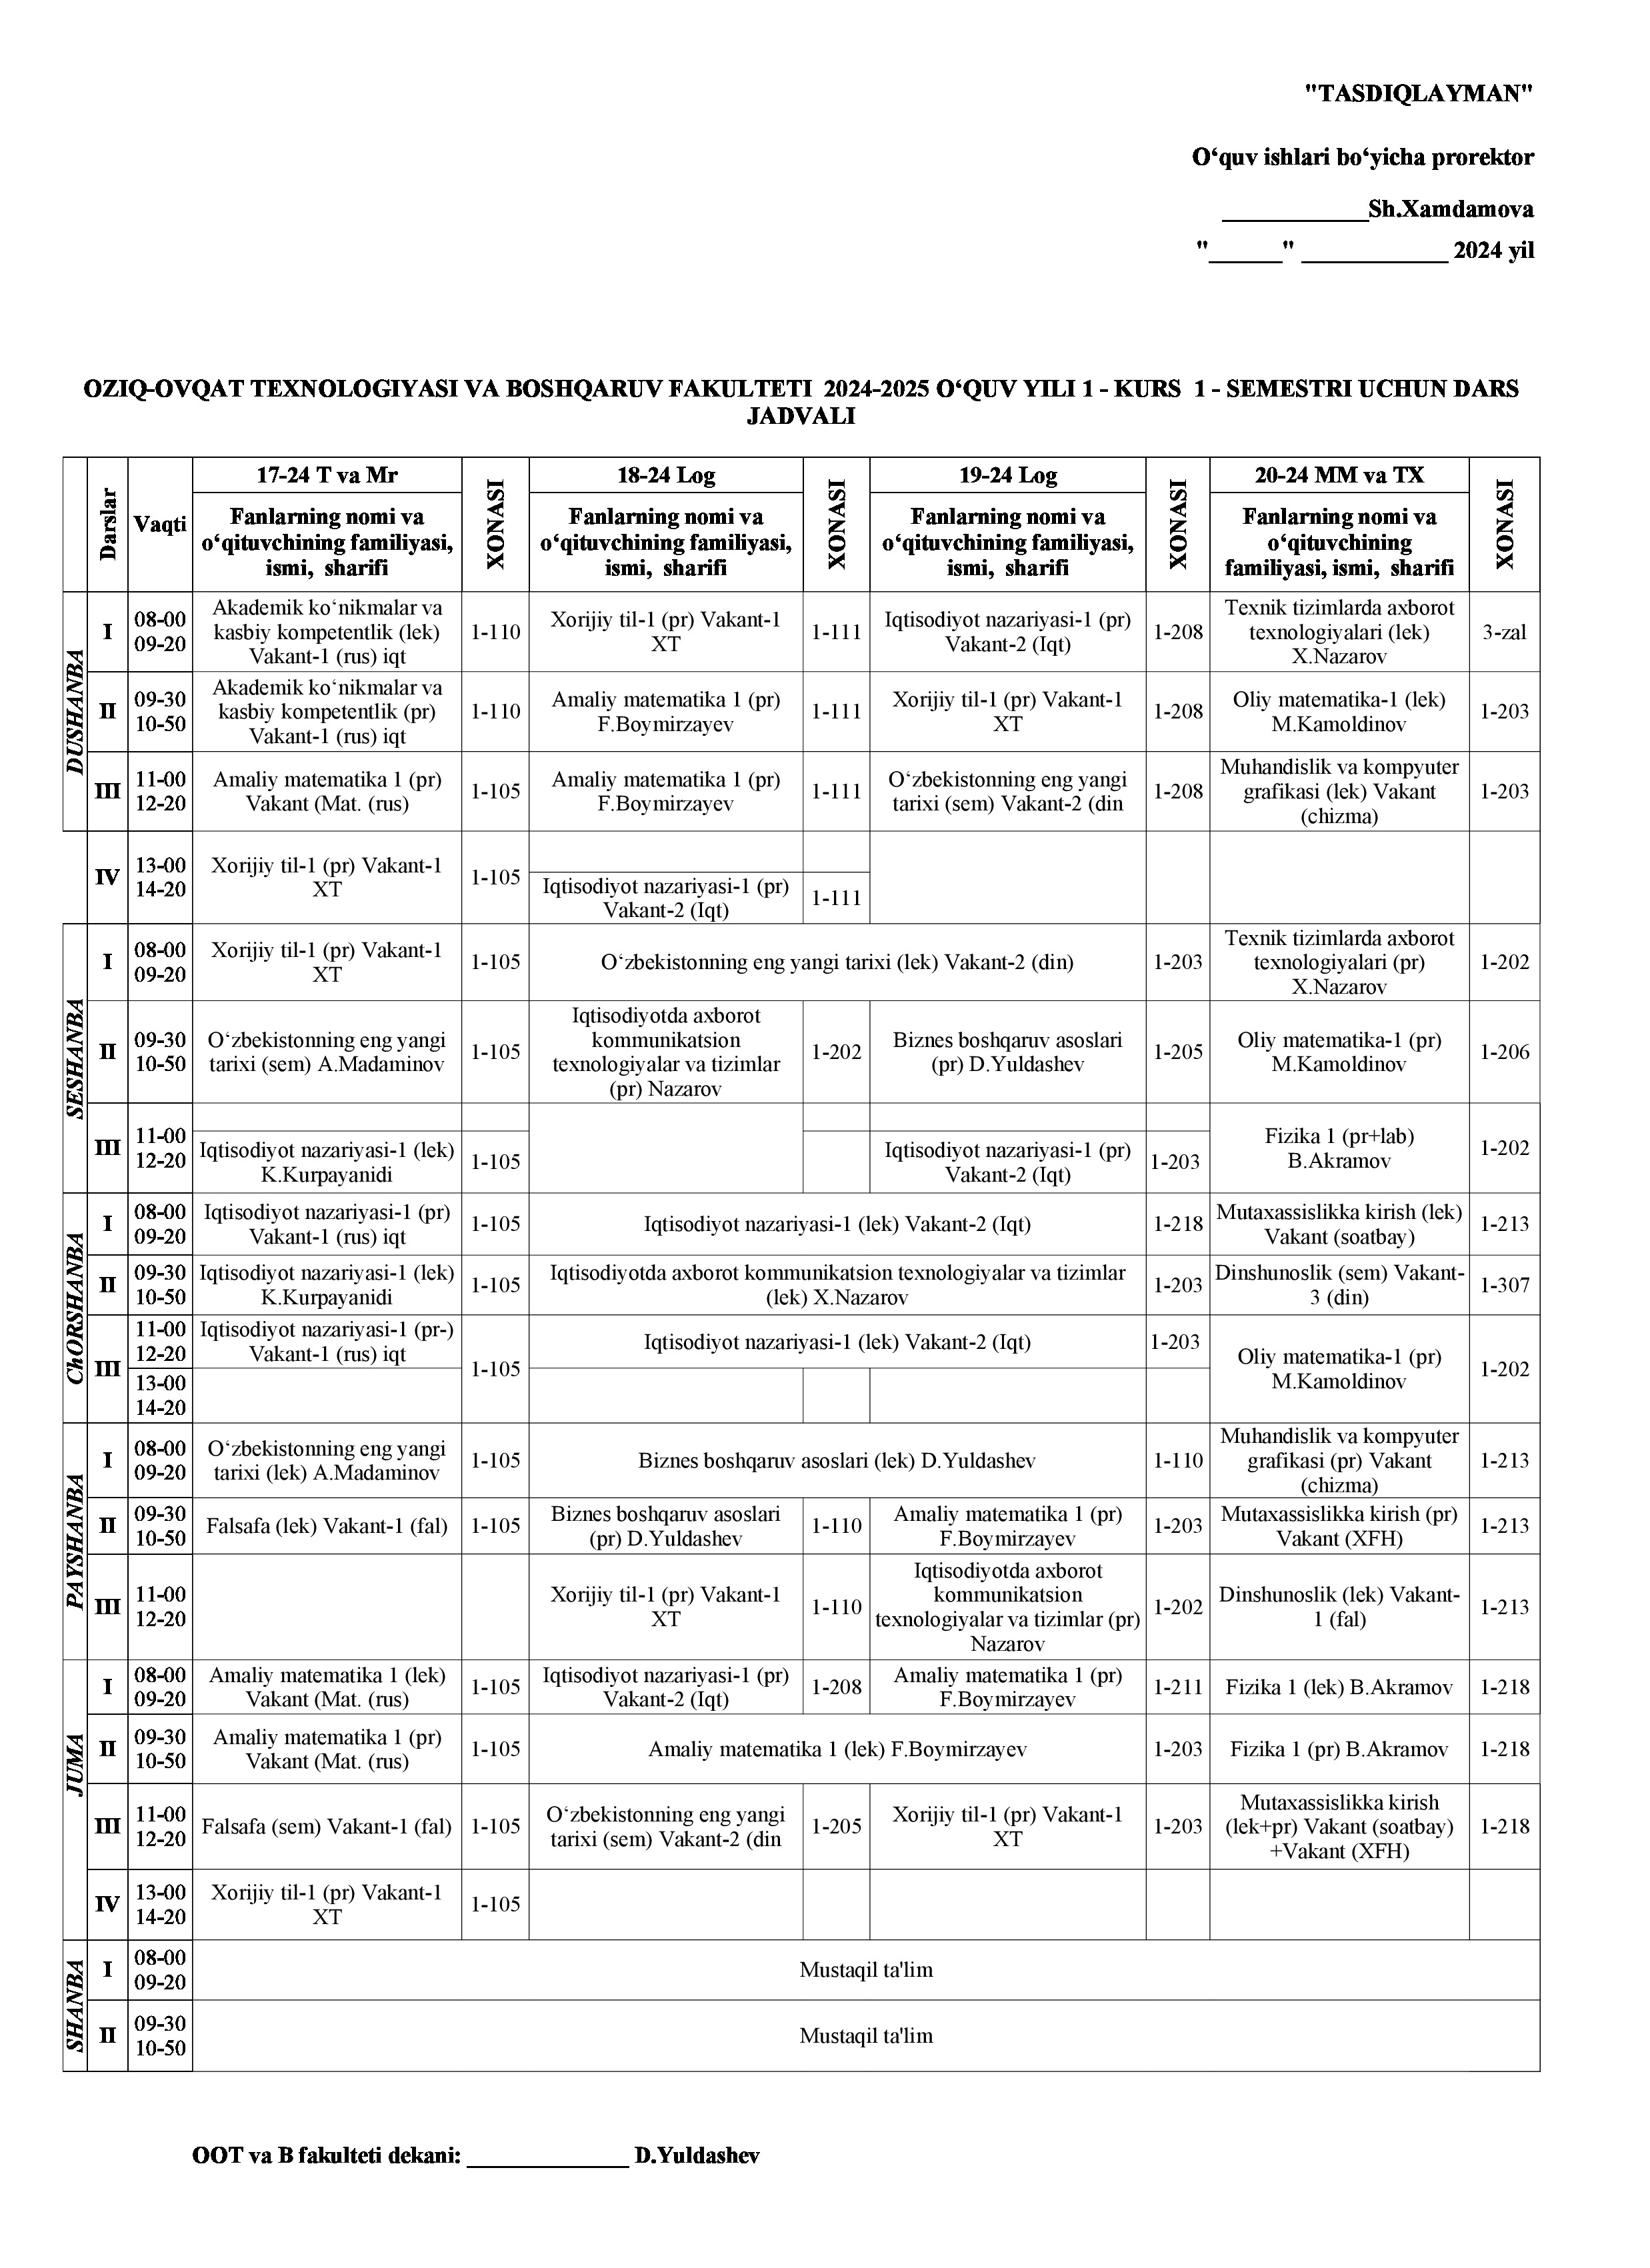 "TASDIQLAYMAN"
O‘quv ishlari bo‘yicha prorektor
____________Sh.Xamdamova
"______" ____________ 2024 yil
OZIQ-OVQAT TEXNOLOGIYASI VA BOSHQARUV FAKULTETI 2024-2025 O‘QUV YILI 1 - KURS 1 - SEMESTRI UCHUN DARS
JADVALI
Darslar
Vaqti
17-24 T va Mr
XONASI
18-24 Log
XONASI
19-24 Log
XONASI
20-24 MM va TX
XONASI
Fanlarning nomi va
o‘qituvchining familiyasi,
ismi, sharifi
Fanlarning nomi va
o‘qituvchining familiyasi,
ismi, sharifi
Fanlarning nomi va
o‘qituvchining familiyasi,
ismi, sharifi
Fanlarning nomi va
o‘qituvchining
familiyasi, ismi, sharifi
DUSHANBA
I
08-00
09-20
Akademik ko‘nikmalar va
kasbiy kompetentlik (lek)
Vakant-1 (rus) iqt
1-110
Xorijiy til-1 (pr) Vakant-1
XT
1-111
Iqtisodiyot nazariyasi-1 (pr)
Vakant-2 (Iqt)
1-208
Texnik tizimlarda axborot
texnologiyalari (lek)
X.Nazarov
3-zal
II
09-30
10-50
Akademik ko‘nikmalar va
kasbiy kompetentlik (pr)
Vakant-1 (rus) iqt
1-110
Amaliy matematika 1 (pr)
F.Boymirzayev
1-111
Xorijiy til-1 (pr) Vakant-1
XT
1-208
Oliy matematika-1 (lek)
M.Kamoldinov
1-203
III
11-00
12-20
Amaliy matematika 1 (pr)
Vakant (Mat. (rus)
1-105
Amaliy matematika 1 (pr)
F.Boymirzayev
1-111
O‘zbekistonning eng yangi
tarixi (sem) Vakant-2 (din
1-208
Muhandislik va kompyuter
grafikasi (lek) Vakant
(chizma)
1-203
IV
13-00
14-20
Xorijiy til-1 (pr) Vakant-1
XT
1-105
Iqtisodiyot nazariyasi-1 (pr)
Vakant-2 (Iqt)
1-111
SESHANBA
I
08-00
09-20
Xorijiy til-1 (pr) Vakant-1
XT
1-105
O‘zbekistonning eng yangi tarixi (lek) Vakant-2 (din)
1-203
Texnik tizimlarda axborot
texnologiyalari (pr)
X.Nazarov
1-202
II
09-30
10-50
O‘zbekistonning eng yangi
tarixi (sem) A.Madaminov
1-105
Iqtisodiyotda axborot
kommunikatsion
texnologiyalar va tizimlar
(pr) Nazarov
1-202
Biznes boshqaruv asoslari
(pr) D.Yuldashev
1-205
Oliy matematika-1 (pr)
M.Kamoldinov
1-206
III
11-00
12-20
Iqtisodiyot nazariyasi-1 (lek)
K.Kurpayanidi
1-105
Iqtisodiyot nazariyasi-1 (pr)
Vakant-2 (Iqt)
1-203
Fizika 1 (pr+lab)
B.Akramov
1-202
ChORSHANBA
I
08-00
09-20
Iqtisodiyot nazariyasi-1 (pr)
Vakant-1 (rus) iqt
1-105
Iqtisodiyot nazariyasi-1 (lek) Vakant-2 (Iqt)
1-218
Mutaxassislikka kirish (lek)
Vakant (soatbay)
1-213
II
09-30
10-50
Iqtisodiyot nazariyasi-1 (lek)
K.Kurpayanidi
1-105
Iqtisodiyotda axborot kommunikatsion texnologiyalar va tizimlar
(lek) X.Nazarov
1-203
Dinshunoslik (sem) Vakant-
3 (din)
1-307
III
11-00
12-20
Iqtisodiyot nazariyasi-1 (pr-)
Vakant-1 (rus) iqt
1-105
Iqtisodiyot nazariyasi-1 (lek) Vakant-2 (Iqt)
1-203
Oliy matematika-1 (pr)
M.Kamoldinov
1-202
13-00
14-20
PAYSHANBA
I
08-00
09-20
O‘zbekistonning eng yangi
tarixi (lek) A.Madaminov
1-105
Biznes boshqaruv asoslari (lek) D.Yuldashev
1-110
Muhandislik va kompyuter
grafikasi (pr) Vakant
(chizma)
1-213
II
09-30
10-50
Falsafa (lek) Vakant-1 (fal)
1-105
Biznes boshqaruv asoslari
(pr) D.Yuldashev
1-110
Amaliy matematika 1 (pr)
F.Boymirzayev
1-203
Mutaxassislikka kirish (pr)
Vakant (XFH)
1-213
III
11-00
12-20
Xorijiy til-1 (pr) Vakant-1
XT
1-110
Iqtisodiyotda axborot
kommunikatsion
texnologiyalar va tizimlar (pr)
Nazarov
1-202
Dinshunoslik (lek) Vakant-
1 (fal)
1-213
JUMA
I
08-00
09-20
Amaliy matematika 1 (lek)
Vakant (Mat. (rus)
1-105
Iqtisodiyot nazariyasi-1 (pr)
Vakant-2 (Iqt)
1-208
Amaliy matematika 1 (pr)
F.Boymirzayev
1-211
Fizika 1 (lek) B.Akramov
1-218
II
09-30
10-50
Amaliy matematika 1 (pr)
Vakant (Mat. (rus)
1-105
Amaliy matematika 1 (lek) F.Boymirzayev
1-203
Fizika 1 (pr) B.Akramov
1-218
III
11-00
12-20
Falsafa (sem) Vakant-1 (fal)
1-105
O‘zbekistonning eng yangi
tarixi (sem) Vakant-2 (din
1-205
Xorijiy til-1 (pr) Vakant-1
XT
1-203
Mutaxassislikka kirish
(lek+pr) Vakant (soatbay)
+Vakant (XFH)
1-218
IV
13-00
14-20
Xorijiy til-1 (pr) Vakant-1
XT
1-105
SHANBA
I
08-00
09-20
Mustaqil ta'lim
II
09-30
10-50
Mustaqil ta'lim
OOT va B fakulteti dekani: _____________ D.Yuldashev